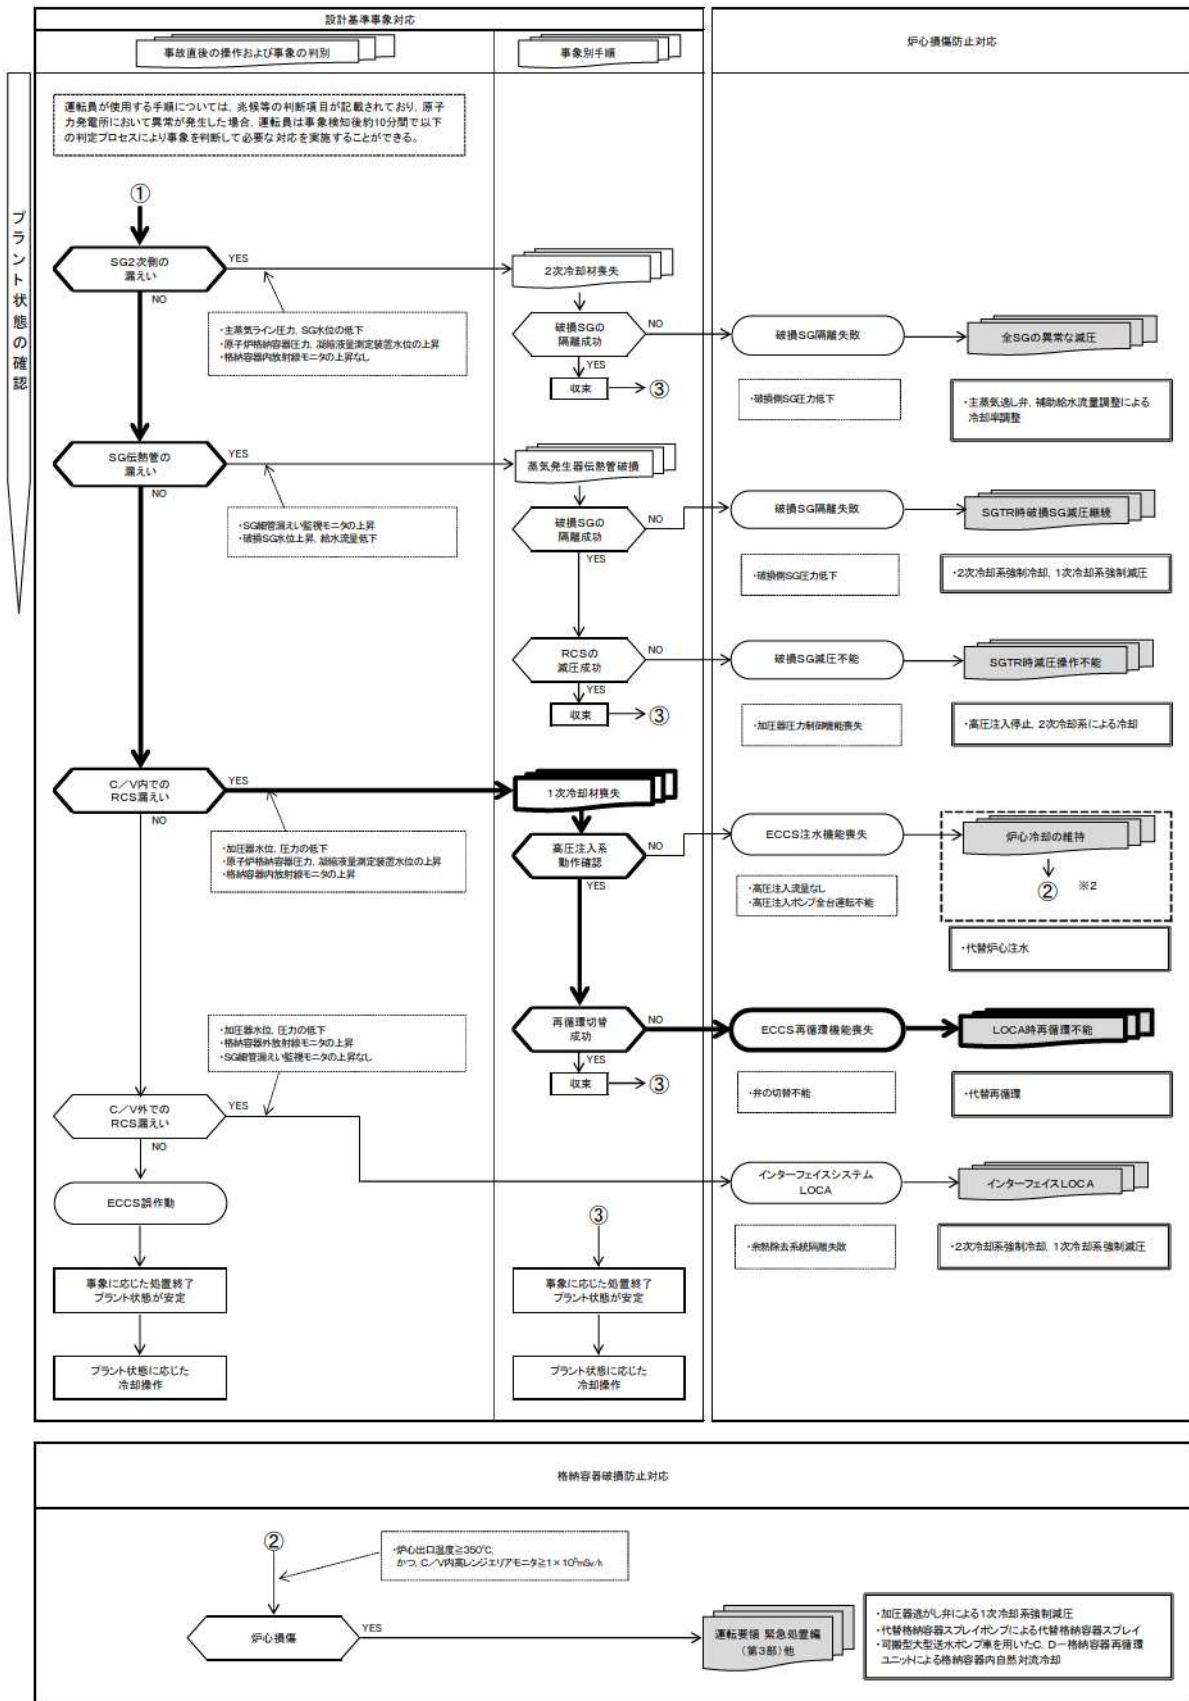 設計基準事象対応
事故直後の操作および事象の判別
事象別手順
炉心損傷防止対応
プラント状態の確認
運転員が使用する手順については、兆候等の判断項目が記載されており、原子
力発電所において異常が発生した場合、運転員は事象検知後約10分間で以下
の判定プロセスにより事象を判断して必要な対応を実施することができる。
①
SG2次側の
漏えい
YES
NO
・主蒸気ライン圧力、SG水位の低下
・原子炉格納容器圧力、凝縮液量測定装置水位の上昇
・格納容器内放射線モニタの上昇なし
2次冷却材喪失
破損SGの
隔離成功
NO
YES
収束
③
破損SG隔離失敗
・破損側SG圧力低下
全SGの異常な減圧
・主蒸気逃し弁、補助給水流量調整による
冷却率調整
SG伝熱管の
漏えい
YES
NO
・SG細管漏えい監視モニタの上昇
・破損SG水位上昇、給水流量低下
蒸気発生器伝熱管破損
破損SGの
隔離成功
NO
YES
破損SG隔離失敗
・破損側SG圧力低下
SGTR時破損SG減圧継続
・2次冷却系強制冷却、1次冷却系強制減圧
RCSの
減圧成功
NO
YES
収束
③
破損SG減圧不能
・加圧器圧力制御機能喪失
SGTR時減圧操作不能
・高圧注入停止、2次冷却系による冷却
C/V内での
RCS漏えい
YES
NO
・加圧器水位、圧力の低下
・原子炉格納容器圧力、凝縮液量測定装置水位の上昇
・格納容器内放射線モニタの上昇
1次冷却材喪失
高圧注入系
動作確認
NO
YES
ECCS注水機能喪失
・高圧注入流量なし
・高圧注入ポンプ全台運転不能
炉心冷却の維持
② ※2
・代替炉心注水
再循環切替
成功
NO
YES
収束
③
ECCS再循環機能喪失
・弁の切替不能
LOCA時再循環不能
・代替再循環
・加圧器水位、圧力の低下
・格納容器外放射線モニタの上昇
・SG細管漏えい監視モニタの上昇なし
C/V外での
RCS漏えい
YES
NO
インターフェイスシステム
LOCA
・余熱除去系統隔離失敗
インターフェイスLOCA
・2次冷却系強制冷却、1次冷却系強制減圧
ECCS誤作動
事象に応じた処置終了
プラント状態が安定
プラント状態に応じた
冷却操作
③
事象に応じた処置終了
プラント状態が安定
プラント状態に応じた
冷却操作
格納容器破損防止対応
②
・炉心出口温度≧350℃、
かつ、C/V内高レンジエリアモニタ≧1×10⁵mSv/h
炉心損傷
YES
運転要領 緊急処置編
(第3部)他
・加圧器逃がし弁による1次冷却系強制減圧
・代替格納容器スプレイポンプによる代替格納容器スプレイ
・可搬型大型送水ポンプ車を用いたC、D-格納容器再循環
ユニットによる格納容器内自然対流冷却